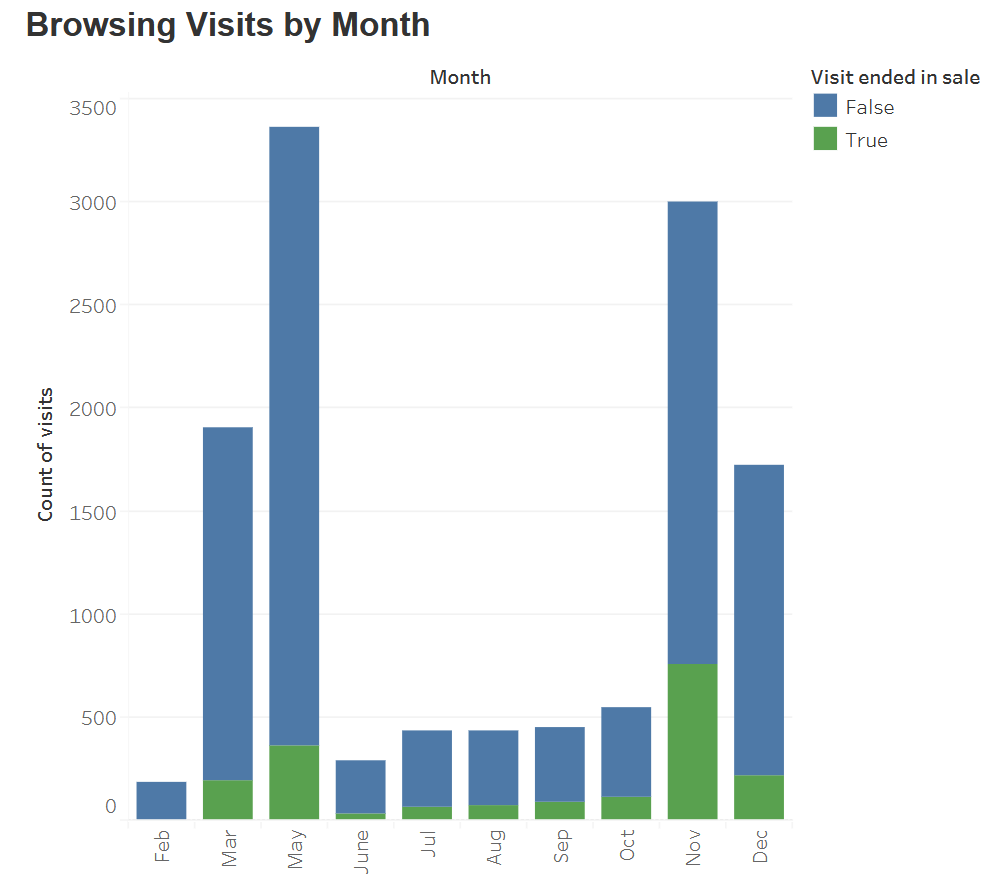 Browsing Visits by Month
Month
Visit ended in sale
False
True
3500
3000
2500
2000
1500
1000
500
0
Count of visits
Feb
Mar
May
June
Jul
Aug
Sep
Oct
Nov
Dec